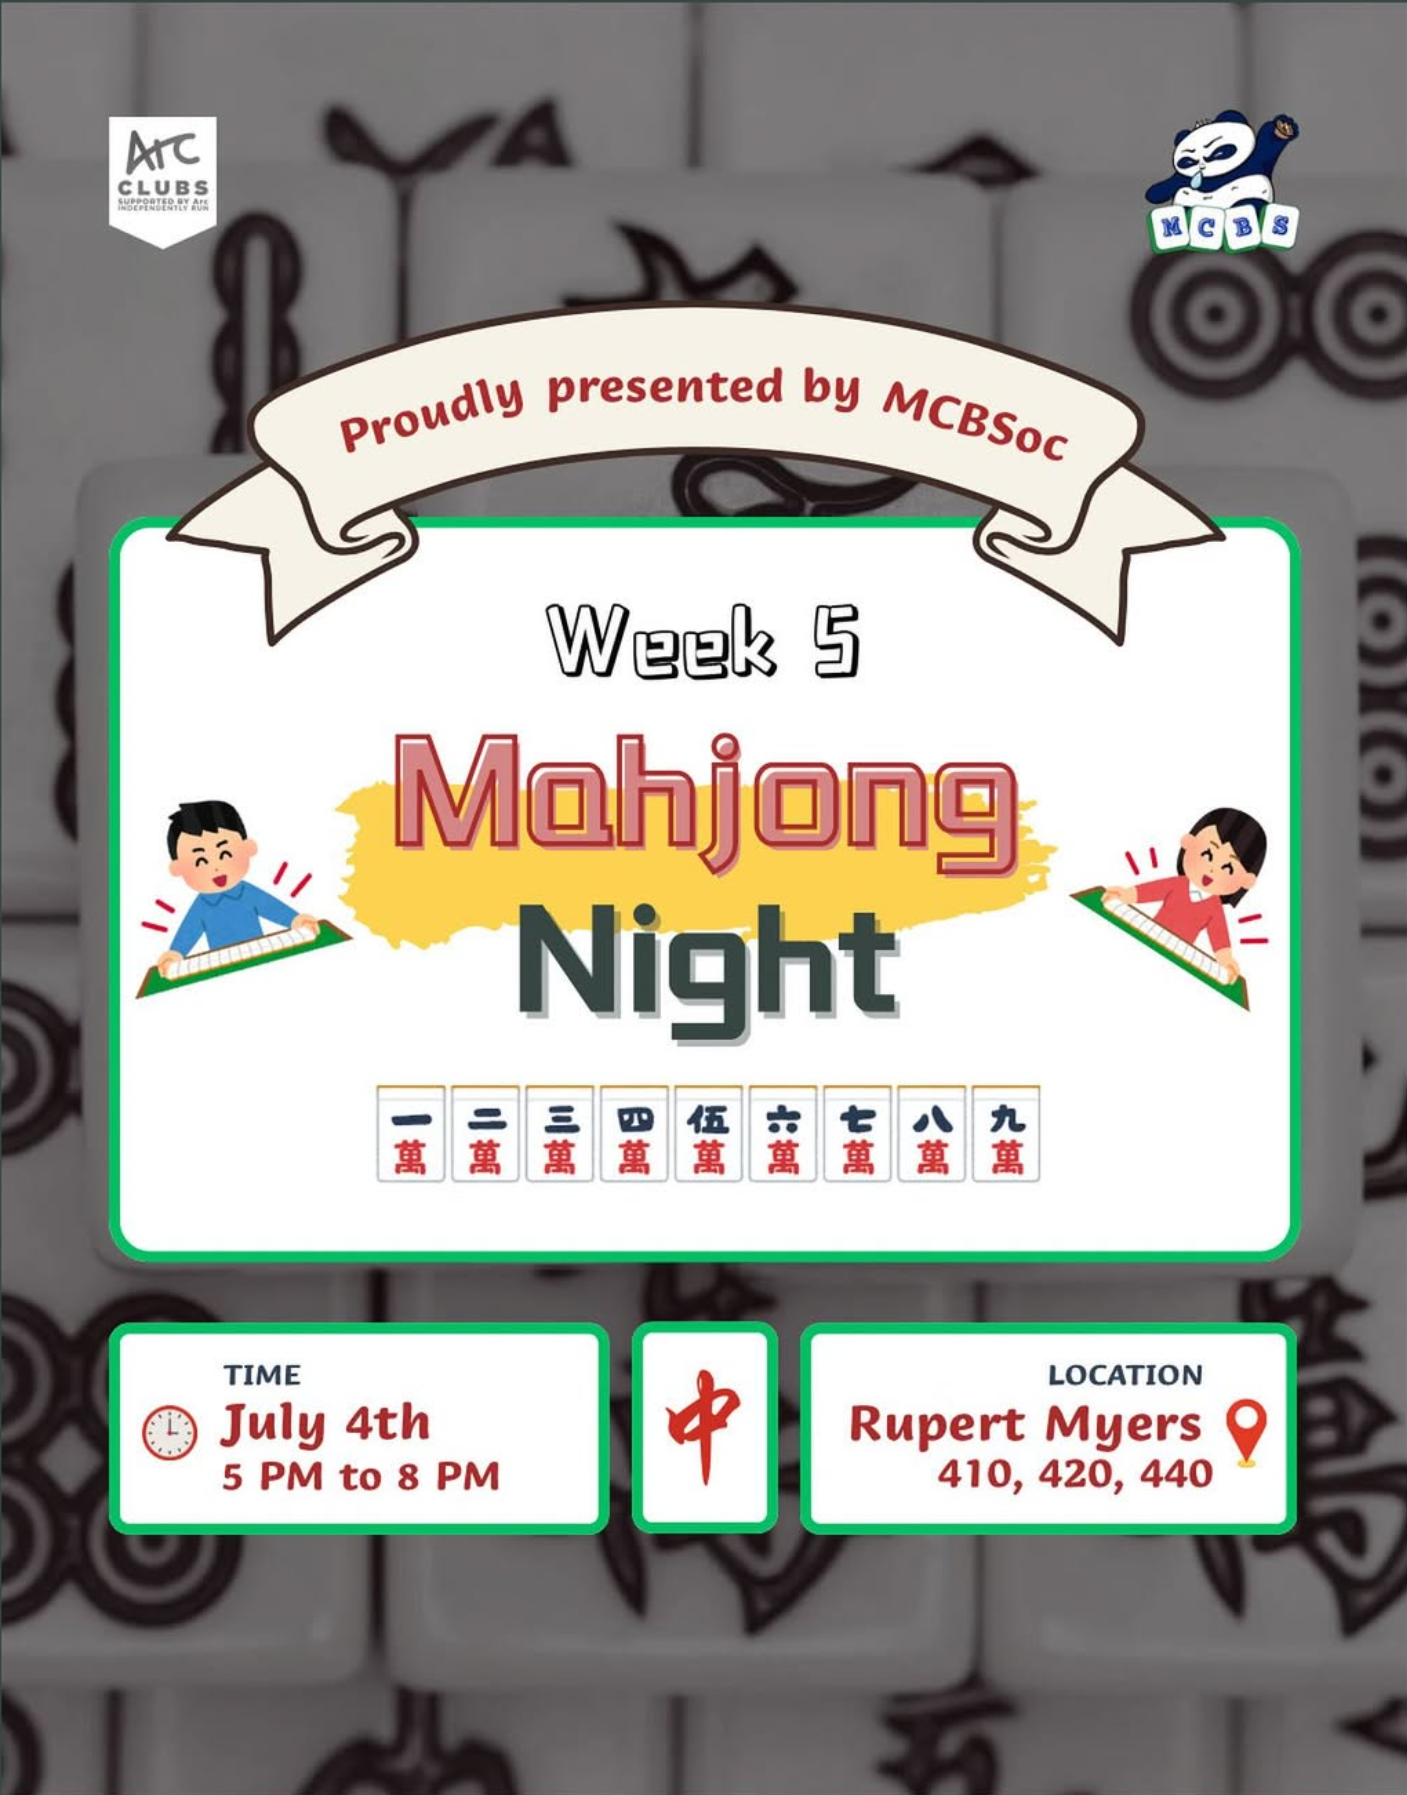 Arc
CLUBS
SUPPORTED BY Arc
INDEPENDENTLY RUN
M C B S
Proudly presented by MCBSoc
Week 5
Mahjong
Night
一 二 三 四 伍 六 七 八 九
萬 萬 萬 萬 萬 萬 萬 萬 萬
TIME
July 4th
5 PM to 8 PM
中
LOCATION
Rupert Myers
410, 420, 440